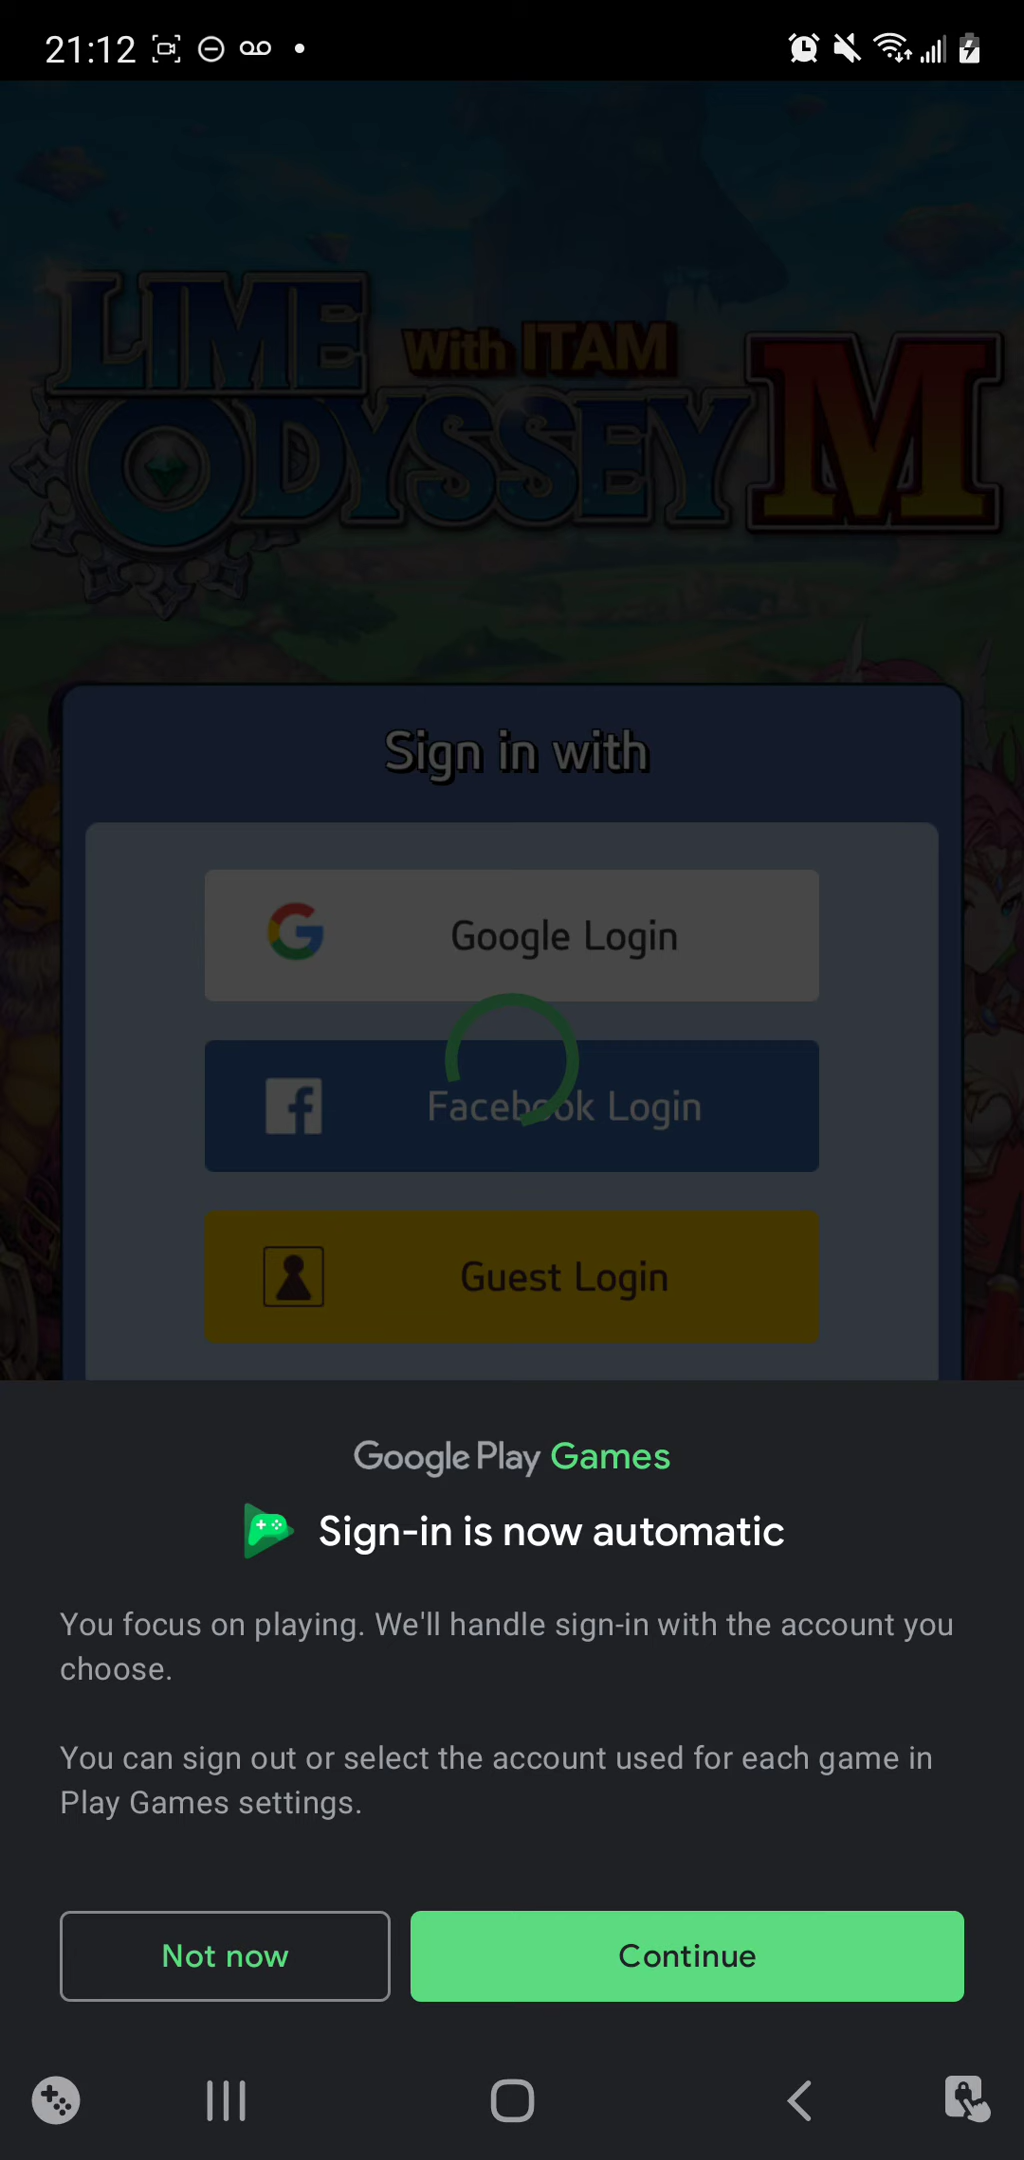 21:12
LIME
With ITAM
ODYSSEY M
Sign in with
Google Login
Facebook Login
Guest Login
Google Play Games
Sign-in is now automatic
You focus on playing. We'll handle sign-in with the account you
choose.
You can sign out or select the account used for each game in
Play Games settings.
Not now
Continue